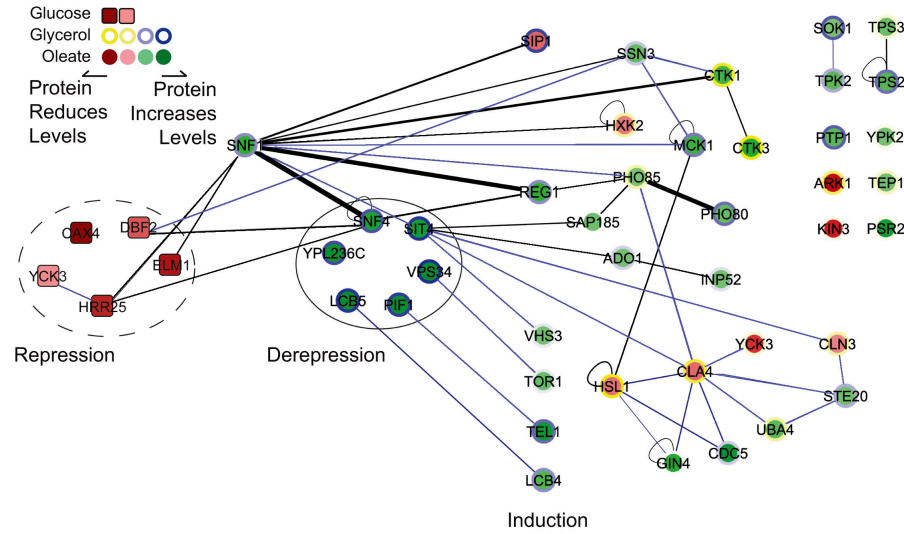 Glucose
Glycerol
Oleate
Protein Reduces Levels
Protein Increases Levels
SIP1
SSN3
CTK1
SOK1
TPS3
TPK2
TPS2
HXK2
SNF1
MCK1
CTK3
PTP1
YPK2
PHO85
REG1
ARK1
TEP1
PHO80
SAP185
KIN3
PSR2
DBF2
CAX4
SNF4
SIT4
YPL236C
ELM1
VPS34
ADO1
INP52
YCK3
HRR25
LCB5
PIF1
VHS3
YCK3
CLN3
Repression
Derepression
TOR1
HSL1
CLA4
STE20
TEL1
UBA4
GIN4
CDC5
LCB4
Induction